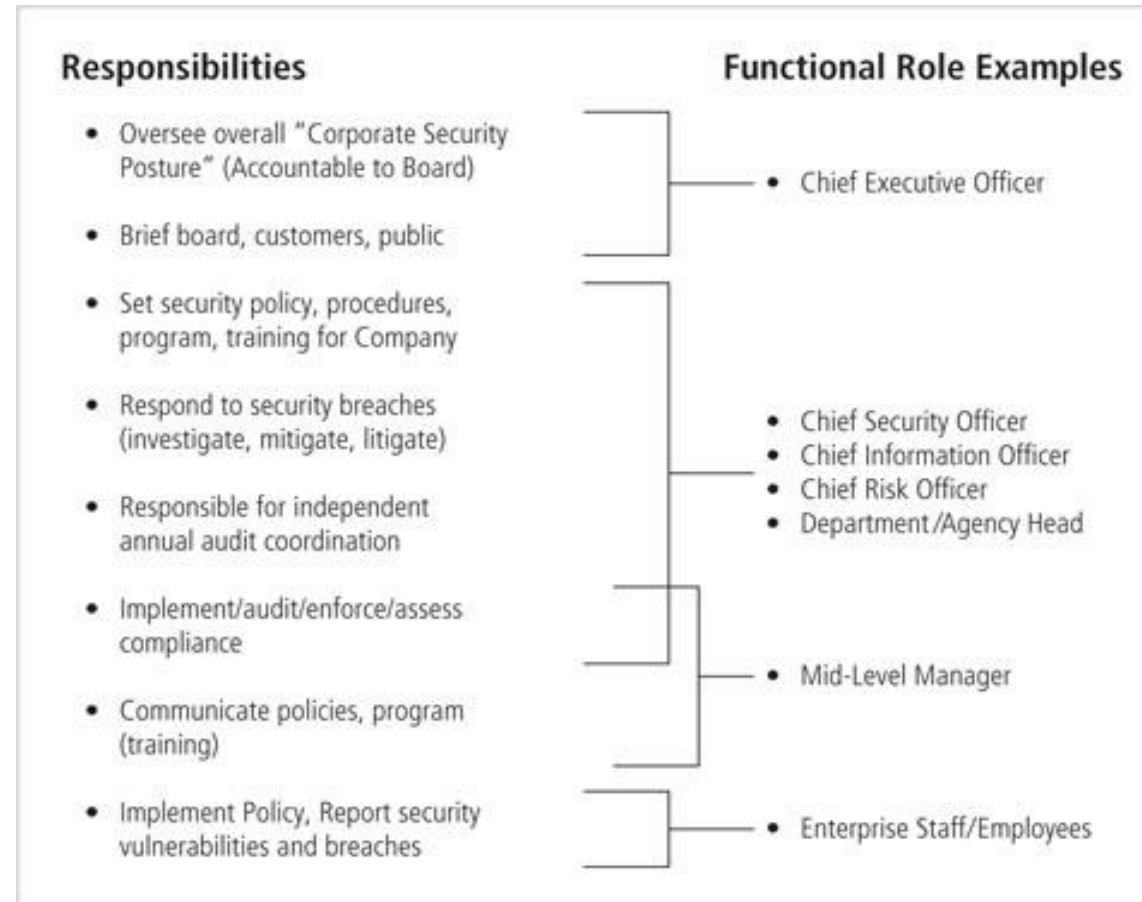 Responsibilities
Functional Role Examples
• Oversee overall “Corporate Security
Posture” (Accountable to Board)
• Brief board, customers, public
• Set security policy, procedures,
program, training for Company
• Respond to security breaches
(investigate, mitigate, litigate)
• Responsible for independent
annual audit coordination
• Implement/audit/enforce/assess
compliance
• Communicate policies, program
(training)
• Implement Policy, Report security
vulnerabilities and breaches
• Chief Executive Officer
• Chief Security Officer
• Chief Information Officer
• Chief Risk Officer
• Department/Agency Head
• Mid-Level Manager
• Enterprise Staff/Employees